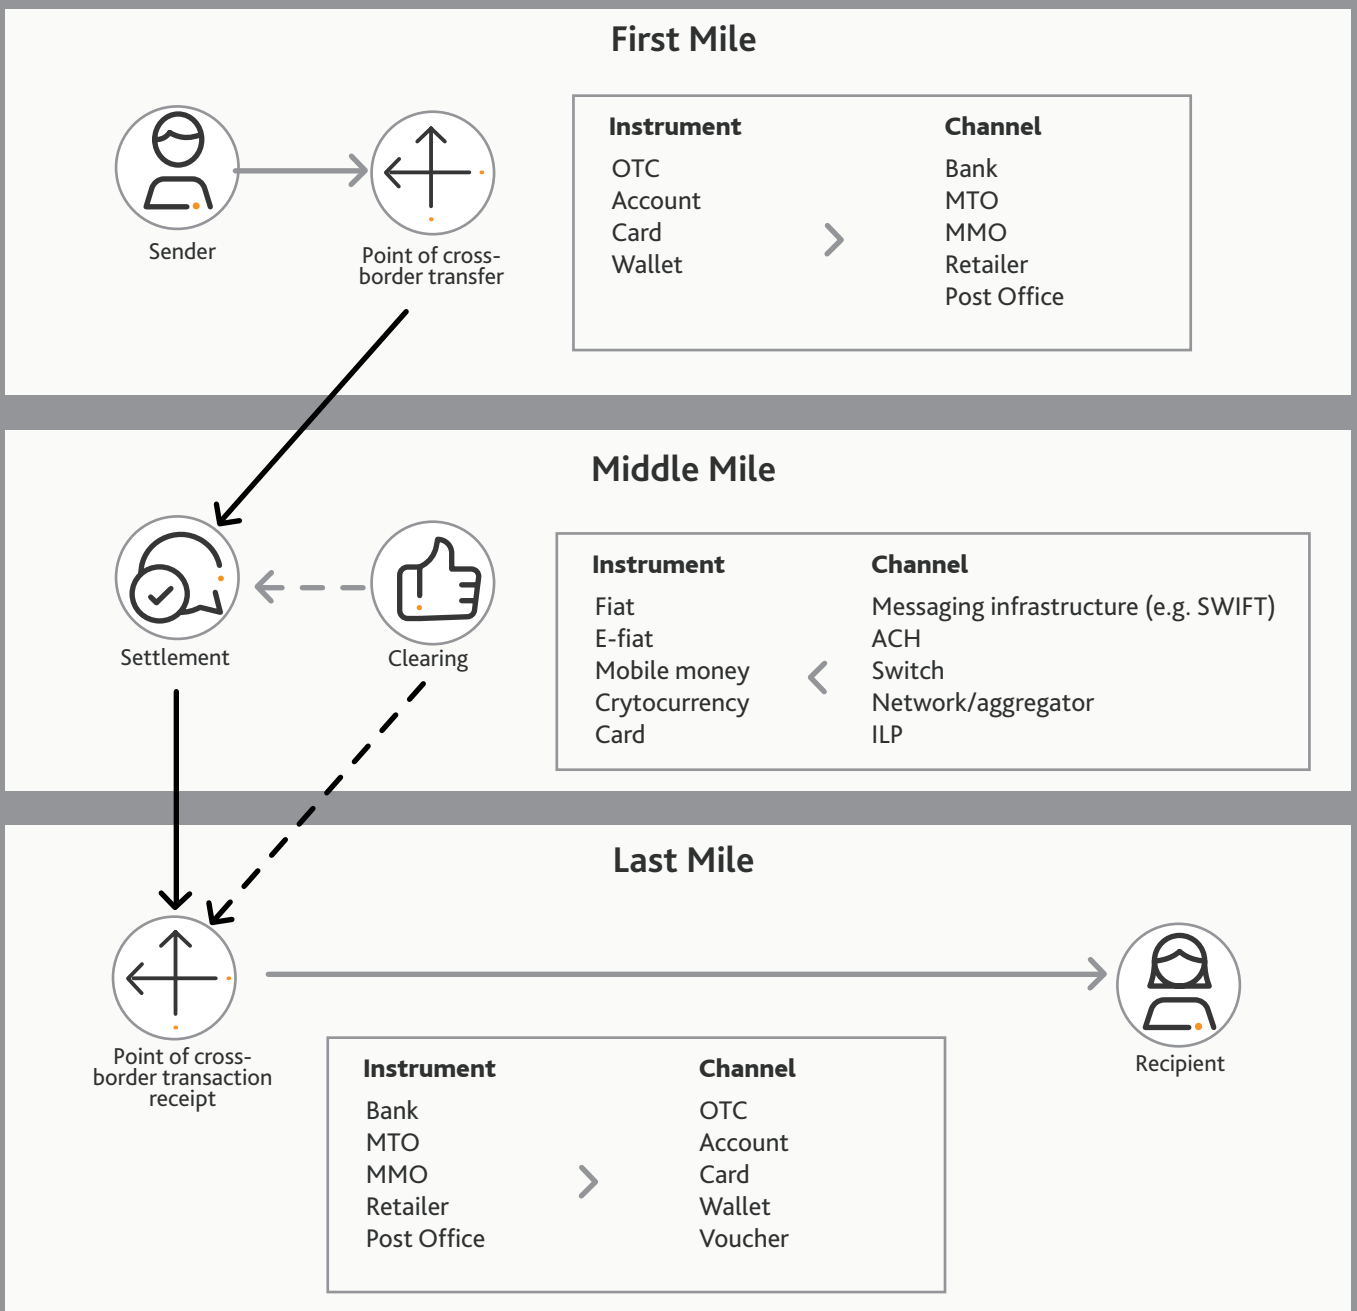 First Mile
Sender
Point of cross-
border transfer
Instrument
OTC
Account
Card
Wallet
Channel
Bank
MTO
MMO
Retailer
Post Office
Middle Mile
Settlement
Clearing
Instrument
Fiat
E-fiat
Mobile money
Crytocurrency
Card
Channel
Messaging infrastructure (e.g. SWIFT)
ACH
Switch
Network/aggregator
ILP
Last Mile
Point of cross-
border transaction
receipt
Instrument
Bank
MTO
MMO
Retailer
Post Office
Channel
OTC
Account
Card
Wallet
Voucher
Recipient